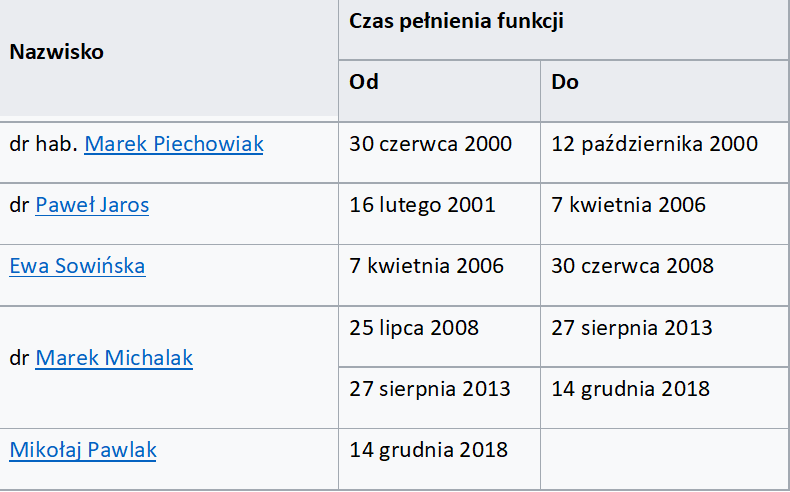 Nazwisko
Czas pełnienia funkcji
Od Do
dr hab. Marek Piechowiak 30 czerwca 2000 12 października 2000
dr Paweł Jaros 16 lutego 2001 7 kwietnia 2006
Ewa Sowińska 7 kwietnia 2006 30 czerwca 2008
dr Marek Michalak 25 lipca 2008 27 sierpnia 2013
27 sierpnia 2013 14 grudnia 2018
Mikołaj Pawlak 14 grudnia 2018